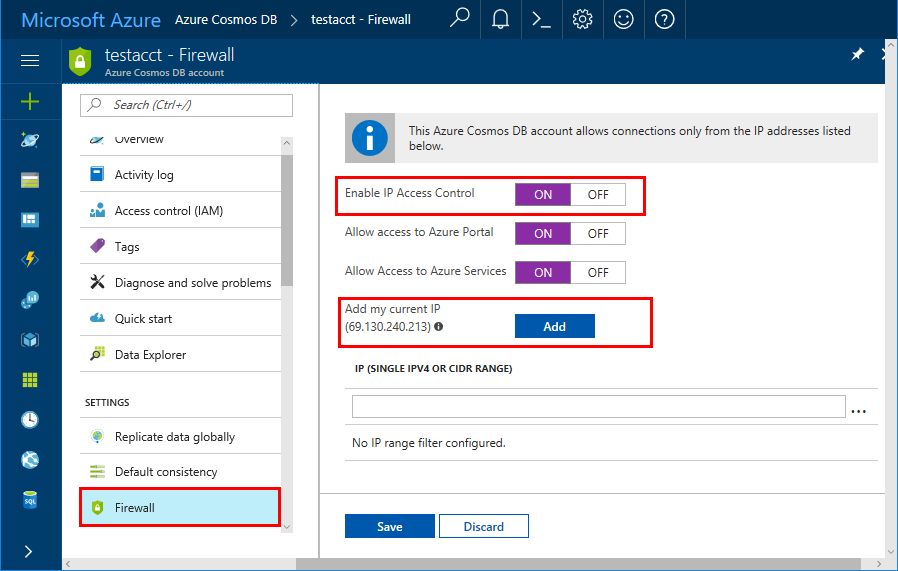 Microsoft Azure
Azure Cosmos DB > testacct - Firewall
testacct - Firewall
Azure Cosmos DB account
Search (Ctrl+/)
Overview
Activity log
Access control (IAM)
Tags
Diagnose and solve problems
Quick start
Data Explorer
SETTINGS
Replicate data globally
Default consistency
Firewall
SQL
This Azure Cosmos DB account allows connections only from the IP addresses listed
below.
Enable IP Access Control ON OFF
Allow access to Azure Portal ON OFF
Allow Access to Azure Services ON OFF
Add my current IP
(69.130.240.213) Add
IP (SINGLE IPV4 OR CIDR RANGE)
...
No IP range filter configured.
Save Discard